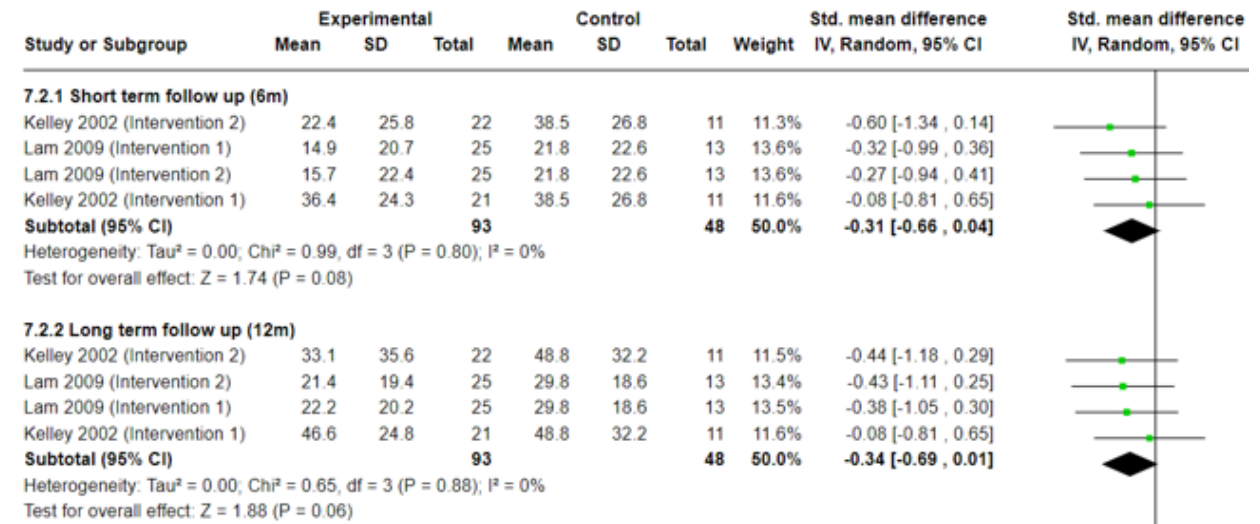 Experimental Control Std. mean difference Std. mean difference
Study or Subgroup Mean SD Total Mean SD Total Weight IV, Random, 95% CI IV, Random, 95% CI
7.2.1 Short term follow up (6m)
Kelley 2002 (Intervention 2) 22.4 25.8 22 38.5 26.8 11 11.3% -0.60 [-1.34 , 0.14]
Lam 2009 (Intervention 1) 14.9 20.7 25 21.8 22.6 13 13.6% -0.32 [-0.99 , 0.36]
Lam 2009 (Intervention 2) 15.7 22.4 25 21.8 22.6 13 13.6% -0.27 [-0.94 , 0.41]
Kelley 2002 (Intervention 1) 36.4 24.3 21 38.5 26.8 11 11.6% -0.08 [-0.81 , 0.65]
Subtotal (95% CI) 93 48 50.0% -0.31 [-0.66 , 0.04]
Heterogeneity: Tau² = 0.00; Chi² = 0.99, df = 3 (P = 0.80); I² = 0%
Test for overall effect: Z = 1.74 (P = 0.08)
7.2.2 Long term follow up (12m)
Kelley 2002 (Intervention 2) 33.1 35.6 22 48.8 32.2 11 11.5% -0.44 [-1.18 , 0.29]
Lam 2009 (Intervention 2) 21.4 19.4 25 29.8 18.6 13 13.4% -0.43 [-1.11 , 0.25]
Lam 2009 (Intervention 1) 22.2 20.2 25 29.8 18.6 13 13.5% -0.38 [-1.05 , 0.30]
Kelley 2002 (Intervention 1) 46.6 24.8 21 48.8 32.2 11 11.6% -0.08 [-0.81 , 0.65]
Subtotal (95% CI) 93 48 50.0% -0.34 [-0.69 , 0.01]
Heterogeneity: Tau² = 0.00; Chi² = 0.65, df = 3 (P = 0.88); I² = 0%
Test for overall effect: Z = 1.88 (P = 0.06)